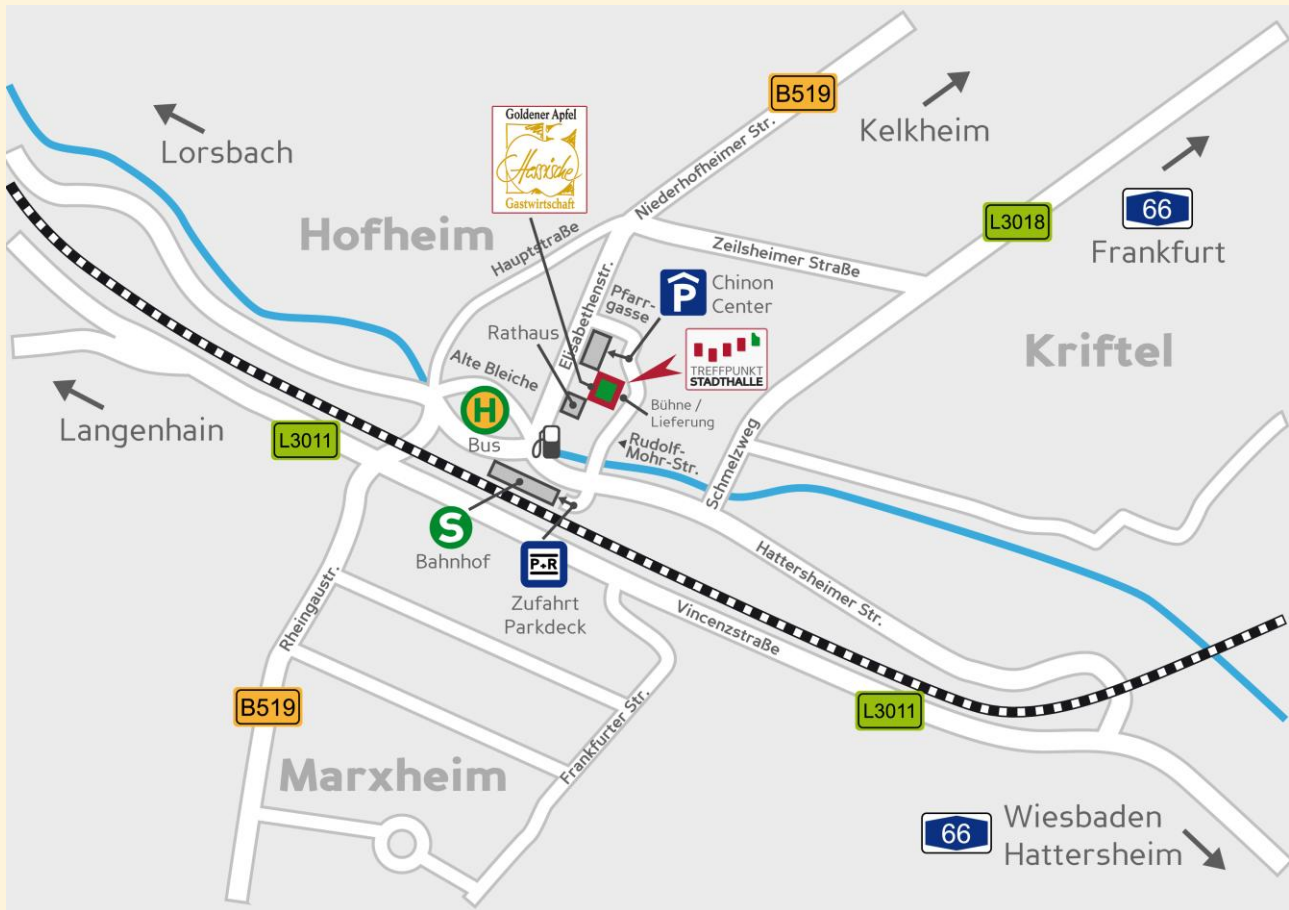 B519
Kelkheim
Lorsbach
Goldener Apfel
Hessische
Gastwirtschaft
Niederhofheimer Str.
L3018
66
Frankfurt
Hofheim
Hauptstraße
Zeilsheimer Straße
Elisabethenstr.
Pfarr-
gasse
P
Chinon
Center
Rathaus
TREFFPUNKT
STADTHALLE
Kriftel
Alte Bleiche
H
Bus
Bühne /
Lieferung
Langenhain
L3011
Rudolf-
Mohr-Str.
Schmelzweg
S
Bahnhof
P+R
Zufahrt
Parkdeck
Hattersheimer Str.
Rheingaustr.
Vincenzstraße
B519
Frankfurter Str.
L3011
Marxheim
66
Wiesbaden
Hattersheim